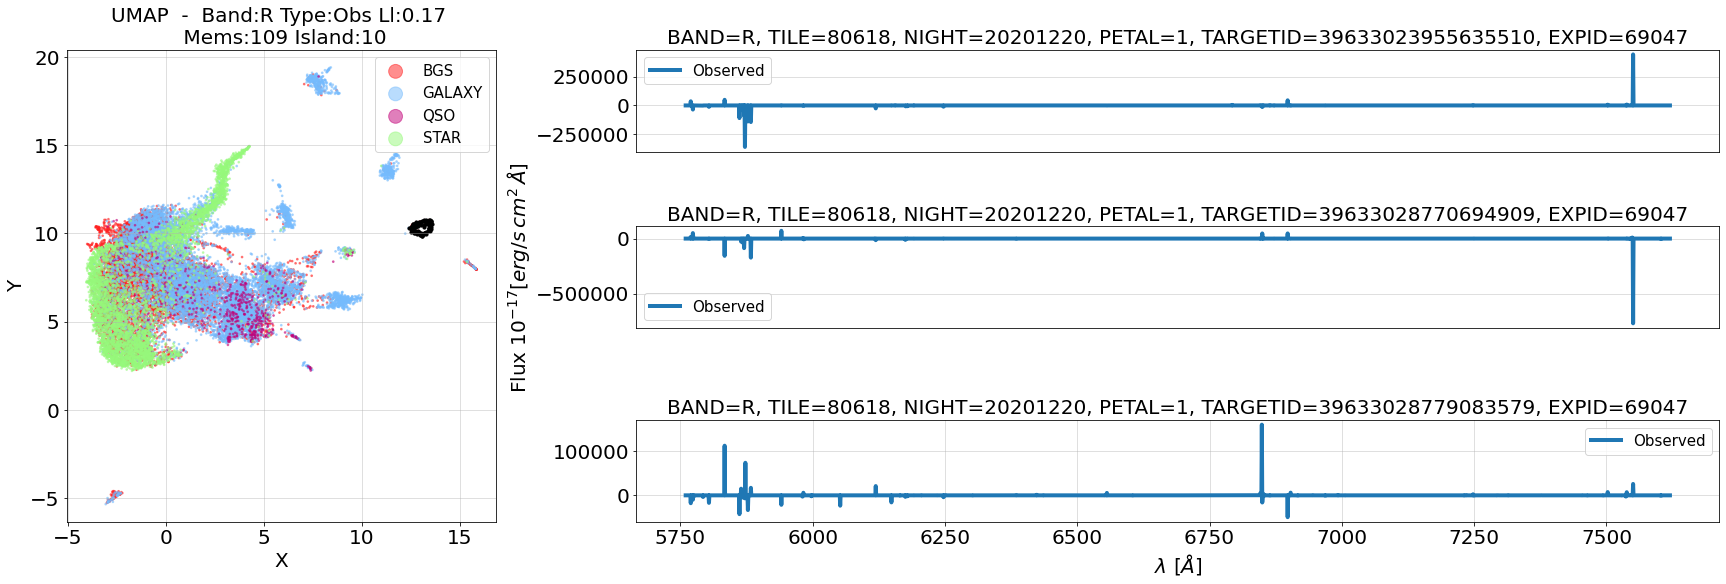 UMAP - Band:R Type:Obs Ll:0.17
Mems:109 Island:10
20
15
10
5
0
−5
Y
−5
0
5
10
15
X
BGS
GALAXY
QSO
STAR
Flux 10⁻¹⁷[erg/s cm² Å]
BAND=R, TILE=80618, NIGHT=20201220, PETAL=1, TARGETID=39633023955635510, EXPID=69047
250000
0
−250000
Observed
BAND=R, TILE=80618, NIGHT=20201220, PETAL=1, TARGETID=39633028770694909, EXPID=69047
0
−500000
Observed
BAND=R, TILE=80618, NIGHT=20201220, PETAL=1, TARGETID=39633028779083579, EXPID=69047
100000
0
Observed
5750
6000
6250
6500
6750
7000
7250
7500
λ [Å]